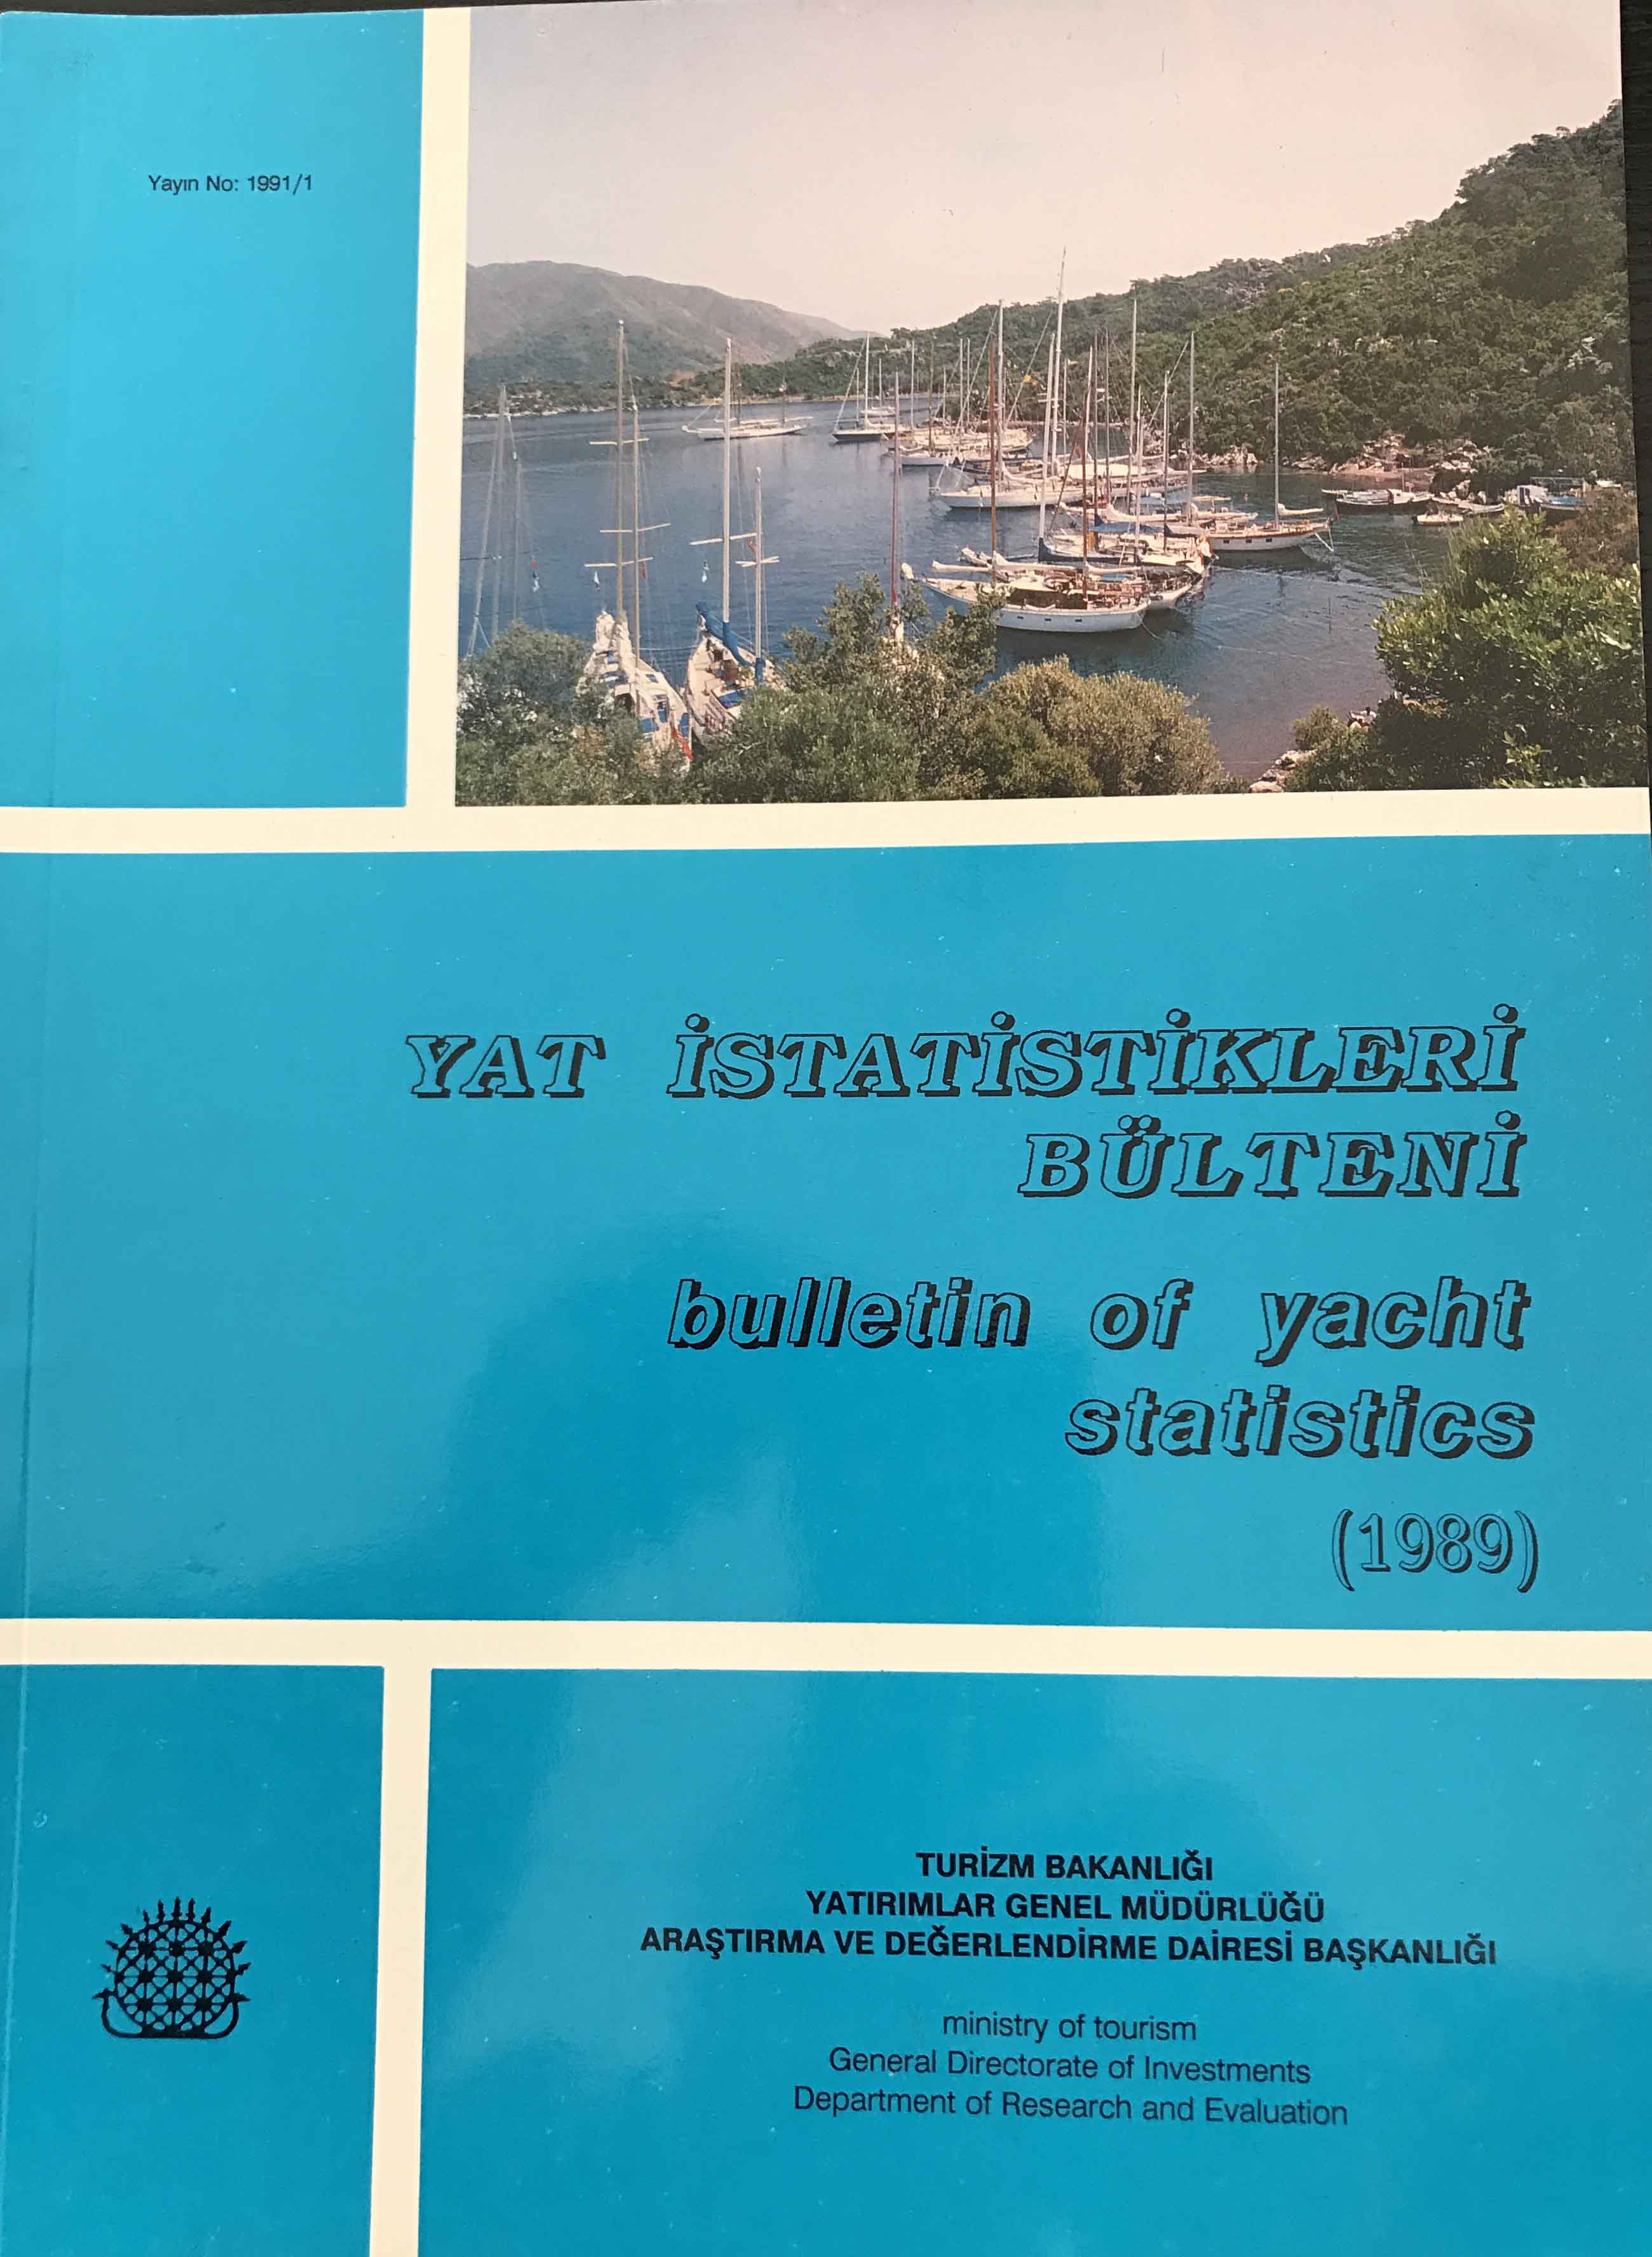 Yayın No: 1991/1
YAT İSTATİSTİKLERİ
BÜLTENİ
bulletin of yacht
statistics
(1989)
TURİZM BAKANLIĞI
YATIRIMLAR GENEL MÜDÜRLÜĞÜ
ARAŞTIRMA VE DEĞERLENDİRME DAİRESİ BAŞKANLIĞI
ministry of tourism
General Directorate of Investments
Department of Research and Evaluation